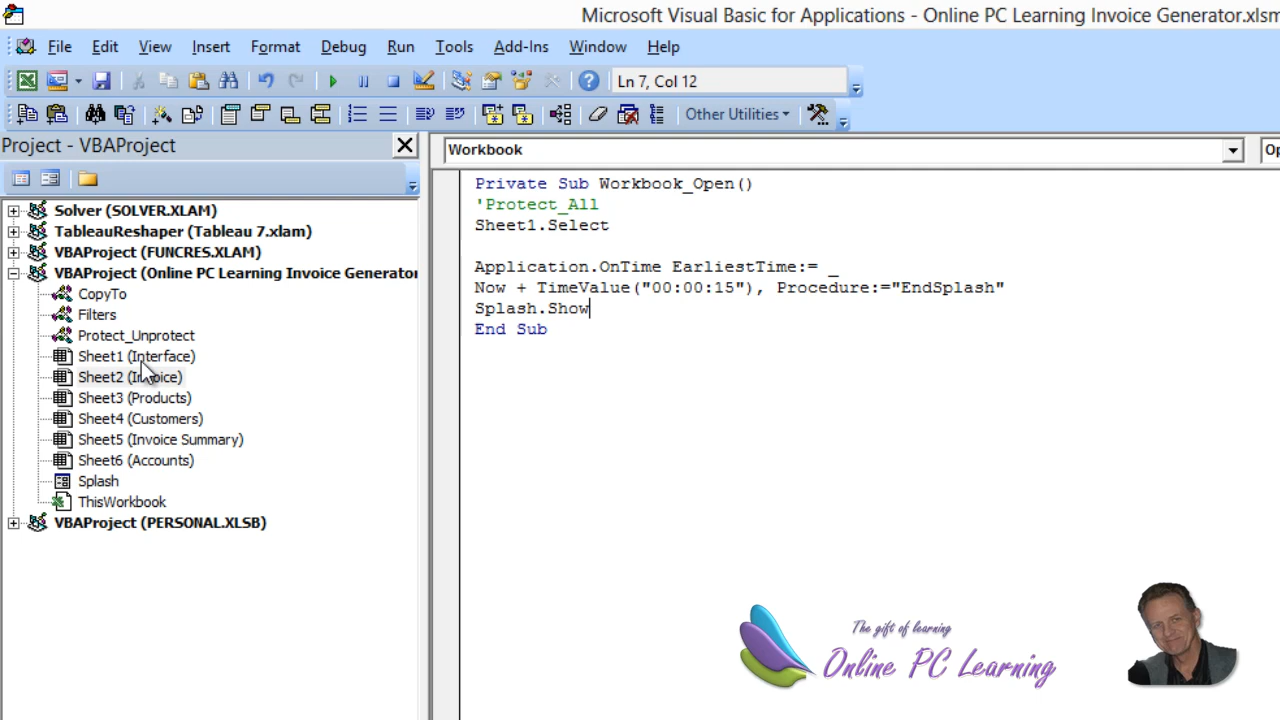 Microsoft Visual Basic for Applications - Online PC Learning Invoice Generator.xlsm
File Edit View Insert Format Debug Run Tools Add-Ins Window Help
Ln 7, Col 12
Other Utilities
Project - VBAProject
Workbook
Op
Solver (SOLVER.XLAM)
TableauReshaper (Tableau 7.xlam)
VBAProject (FUNCRES.XLAM)
VBAProject (Online PC Learning Invoice Generator
CopyTo
Filters
Protect_Unprotect
Sheet1 (Interface)
Sheet2 (Invoice)
Sheet3 (Products)
Sheet4 (Customers)
Sheet5 (Invoice Summary)
Sheet6 (Accounts)
Splash
ThisWorkbook
VBAProject (PERSONAL.XLSB)
Private Sub Workbook_Open()
'Protect_All
Sheet1.Select
Application.OnTime EarliestTime:= _
Now + TimeValue("00:00:15"), Procedure:="EndSplash"
Splash.Show
End Sub
The gift of learning
Online PC Learning